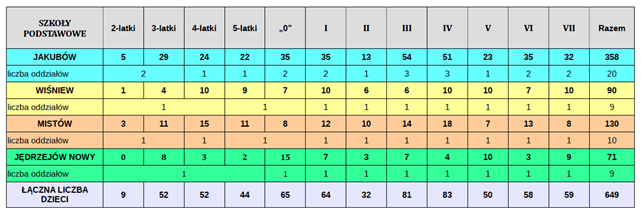 SZKOŁY PODSTAWOWE 2-latki 3-latki 4-latki 5-latki „0" I II III IV V VI VII Razem
JAKUBÓW 5 29 24 22 35 35 13 54 51 23 35 32 358
liczba oddziałów 2 1 1 2 2 1 3 3 1 2 2 20
WIŚNIEW 1 4 10 9 7 10 6 6 10 10 7 10 90
liczba oddziałów 1 1 1 1 1 1 1 1 1 9
MISTÓW 3 11 15 11 8 12 10 14 18 7 13 8 130
liczba oddziałów 1 1 1 1 1 1 1 1 1 1 10
JĘDRZEJÓW NOWY 0 8 3 2 15 7 3 7 4 10 3 9 71
liczba oddziałów 1 1 1 1 1 1 1 1 1 9
ŁĄCZNA LICZBA DZIECI 9 52 52 44 65 64 32 81 83 50 58 59 649